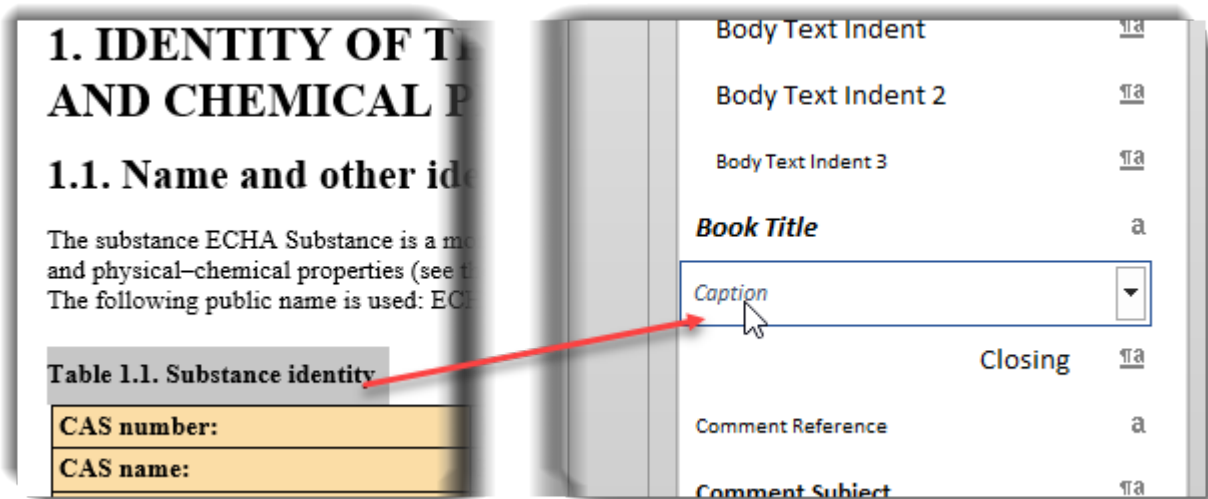 1. IDENTITY OF
AND CHEMICAL
1.1. Name and other
The substance ECHA Substance is a
and physical–chemical properties (see
The following public name is used:
Table 1.1. Substance identity
CAS number:
CAS name:
Body Text Indent
¶a
Body Text Indent 2
¶a
Body Text Indent 3
¶a
Book Title
a
Caption
Closing
¶a
Comment Reference
a
Comment Subject
¶a